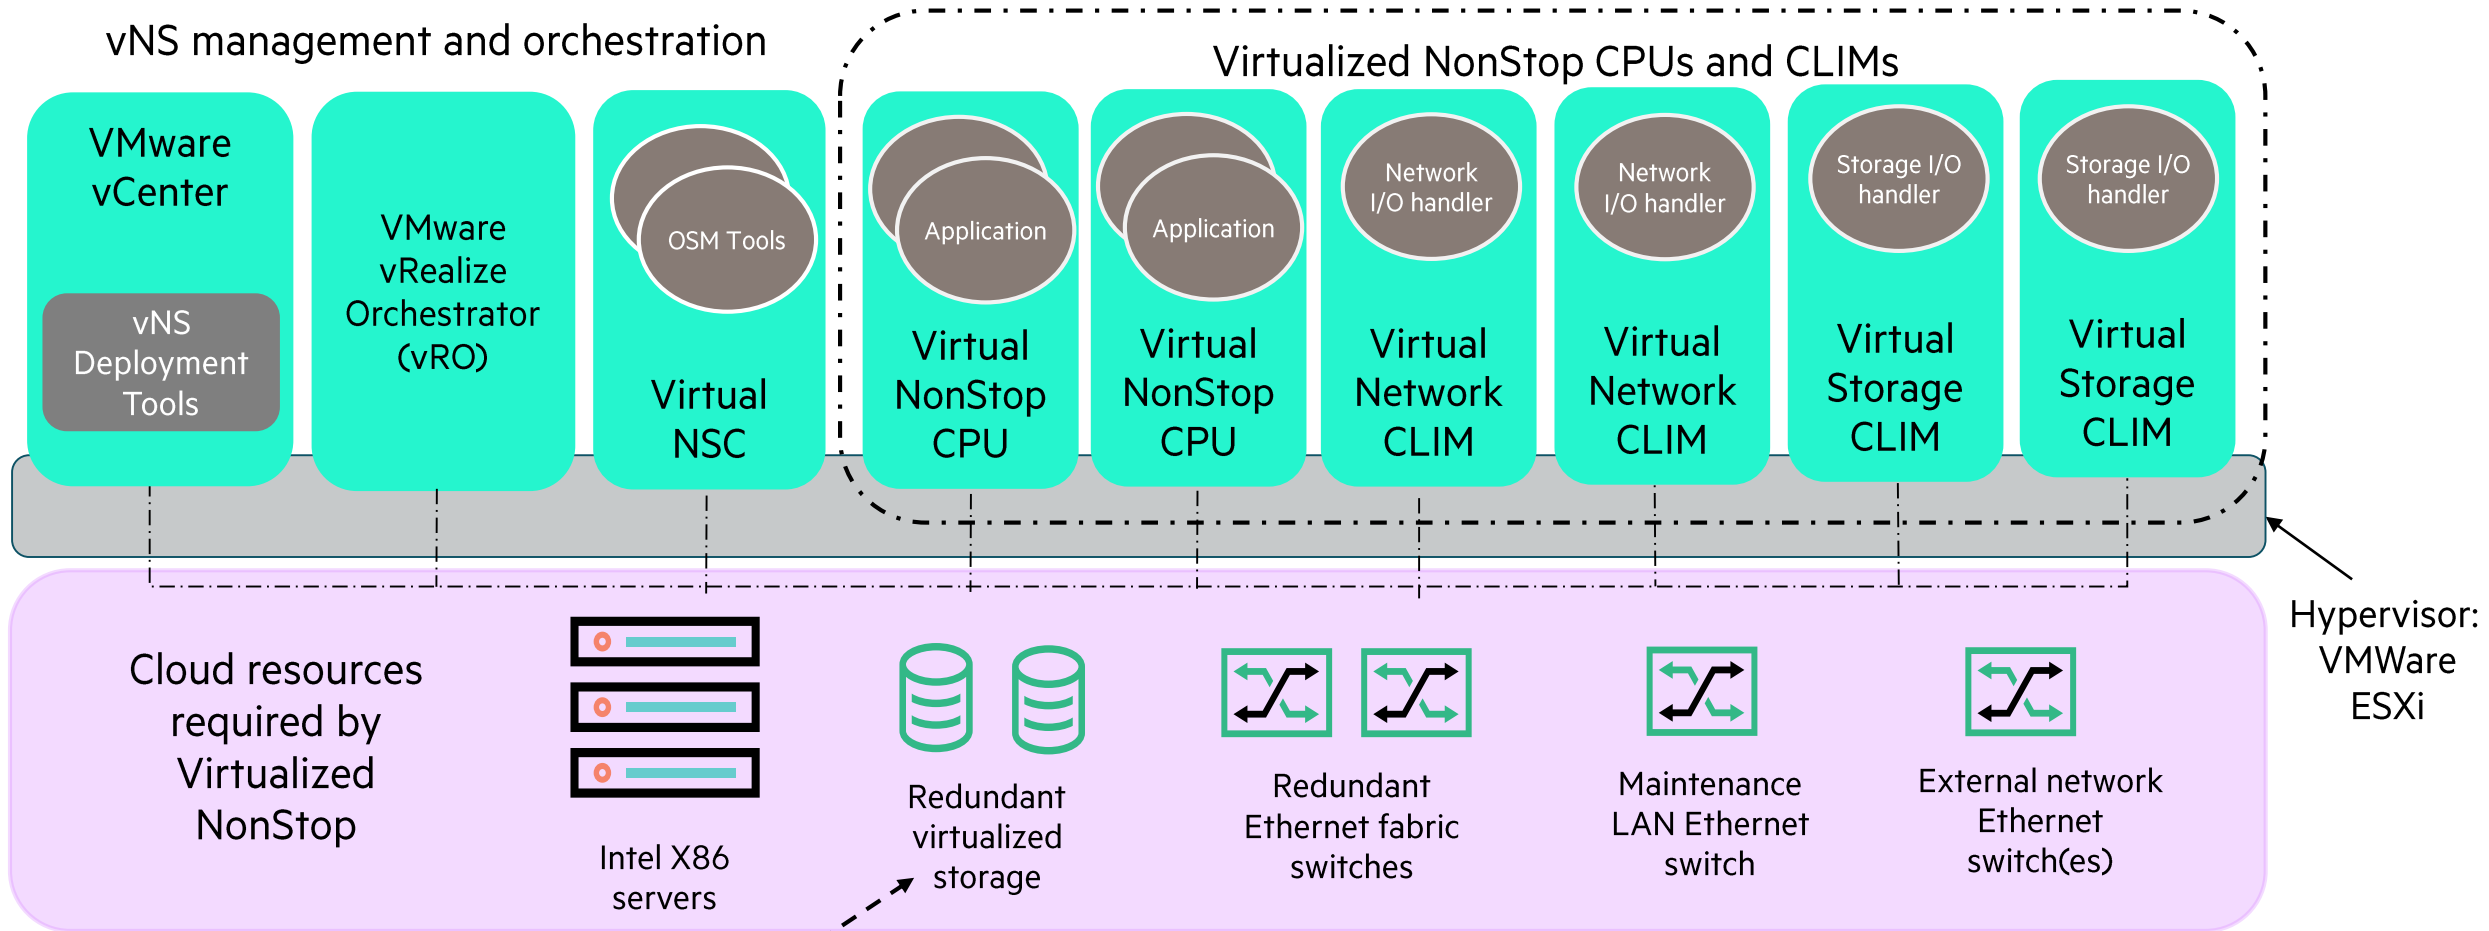 vNS management and orchestration
Virtualized NonStop CPUs and CLIMs
VMware
vCenter
vNS
Deployment
Tools
VMware
vRealize
Orchestrator
(vRO)
OSM Tools
Virtual
NSC
Application
Virtual
NonStop
CPU
Application
Virtual
NonStop
CPU
Network
I/O handler
Virtual
Network
CLIM
Network
I/O handler
Virtual
Network
CLIM
Storage I/O
handler
Virtual
Storage
CLIM
Storage I/O
handler
Virtual
Storage
CLIM
Hypervisor:
VMWare
ESXi
Cloud resources
required by
Virtualized
NonStop
Intel X86
servers
Redundant
virtualized
storage
Redundant
Ethernet fabric
switches
Maintenance
LAN Ethernet
switch
External network
Ethernet
switch(es)